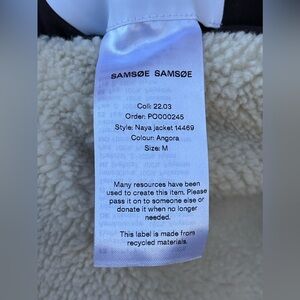 SAMSØE SAMSØE
Coll: 22.03
Order: PO000245
Style: Naya jacket 14469
Colour: Angora
Size: M
Many resources have been
used to create this item. Please
pass it on to someone else or
donate it when no longer
needed.
This label is made from
recycled materials.